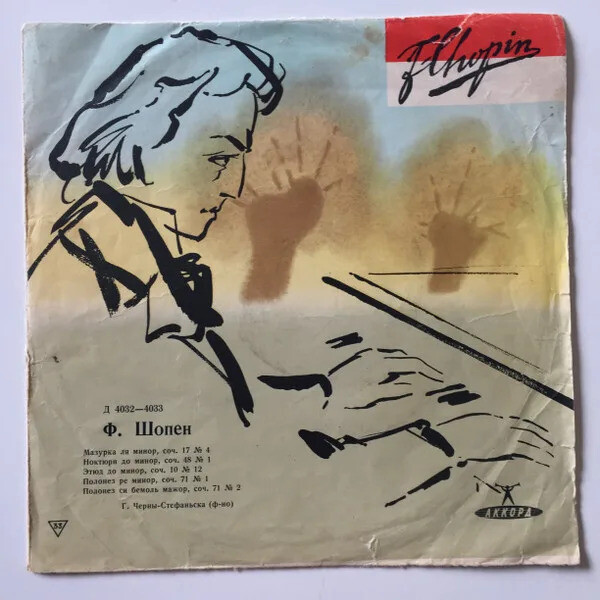 F Chopin
Д 4032—4033
Ф. Шопен
Мазурка ля минор, соч. 17 № 4
Ноктюрн до минор, соч. 48 № 1
Этюд до минор, соч. 10 № 12
Полонез ре минор, соч. 71 № 1
Полонез си бемоль мажор, соч. 71 № 2
Г. Черны-Стефаньска (ф-но)
33
АККОРД